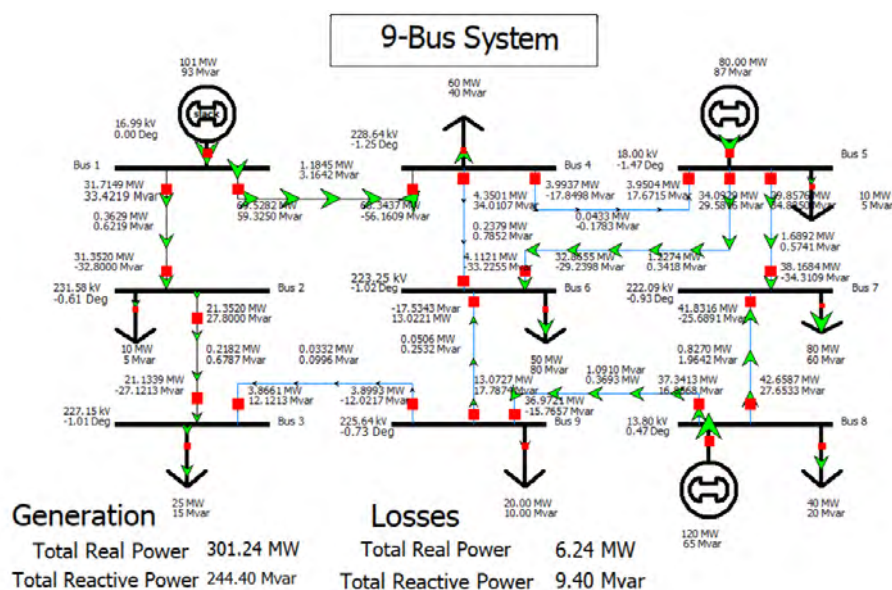 9-Bus System
101 MW
93 Mvar
slack
16.99 kV
0.00 Deg
Bus 1
60 MW
40 Mvar
228.64 kV
-1.25 Deg
Bus 4
80.00 MW
87 Mvar
18.00 kV
-1.47 Deg
Bus 5
10 MW
5 Mvar
1.1845 MW
3.1642 Mvar
31.7149 MW
33.4219 Mvar
59.3250 Mvar
-56.1609 Mvar
0.3629 MW
0.6219 Mvar
31.3520 MW
-32.8000 Mvar
4.3501 MW
34.0107 Mvar
3.9937 MW
-17.8498 Mvar
3.9504 MW
17.6715 Mvar
0.0433 MW
-0.1783 Mvar
0.2379 MW
0.7852 Mvar
4.1121 MW
-33.2255 Mvar
-29.2398 Mvar
1.2274 MW
0.3418 Mvar
1.6892 MW
0.5741 Mvar
38.1684 MW
-34.3109 Mvar
231.58 kV
-0.61 Deg
Bus 2
223.25 kV
-1.02 Deg
Bus 6
222.09 kV
-0.93 Deg
Bus 7
21.3520 MW
27.8000 Mvar
10 MW
5 Mvar
0.2182 MW
0.6787 Mvar
21.1339 MW
-27.1213 Mvar
0.0332 MW
0.0996 Mvar
3.8661 MW
12.1213 Mvar
3.8993 MW
-12.0217 Mvar
-17.5343 MW
13.0221 MW
0.0506 MW
0.2532 Mvar
50 MW
80 Mvar
1.0910 MW
0.3693 MW
41.8316 MW
-25.6891 Mvar
80 MW
60 Mvar
0.8270 MW
1.9642 Mvar
42.6587 MW
27.6533 Mvar
37.3413 MW
36.9721 MW
-15.7657 Mvar
13.0727 MW
227.15 kV
-1.01 Deg
Bus 3
225.64 kV
-0.73 Deg
Bus 9
13.80 kV
0.47 Deg
Bus 8
25 MW
15 Mvar
20.00 MW
10.00 Mvar
120 MW
65 Mvar
40 MW
20 Mvar
Generation
Total Real Power 301.24 MW
Total Reactive Power 244.40 Mvar
Losses
Total Real Power 6.24 MW
Total Reactive Power 9.40 Mvar